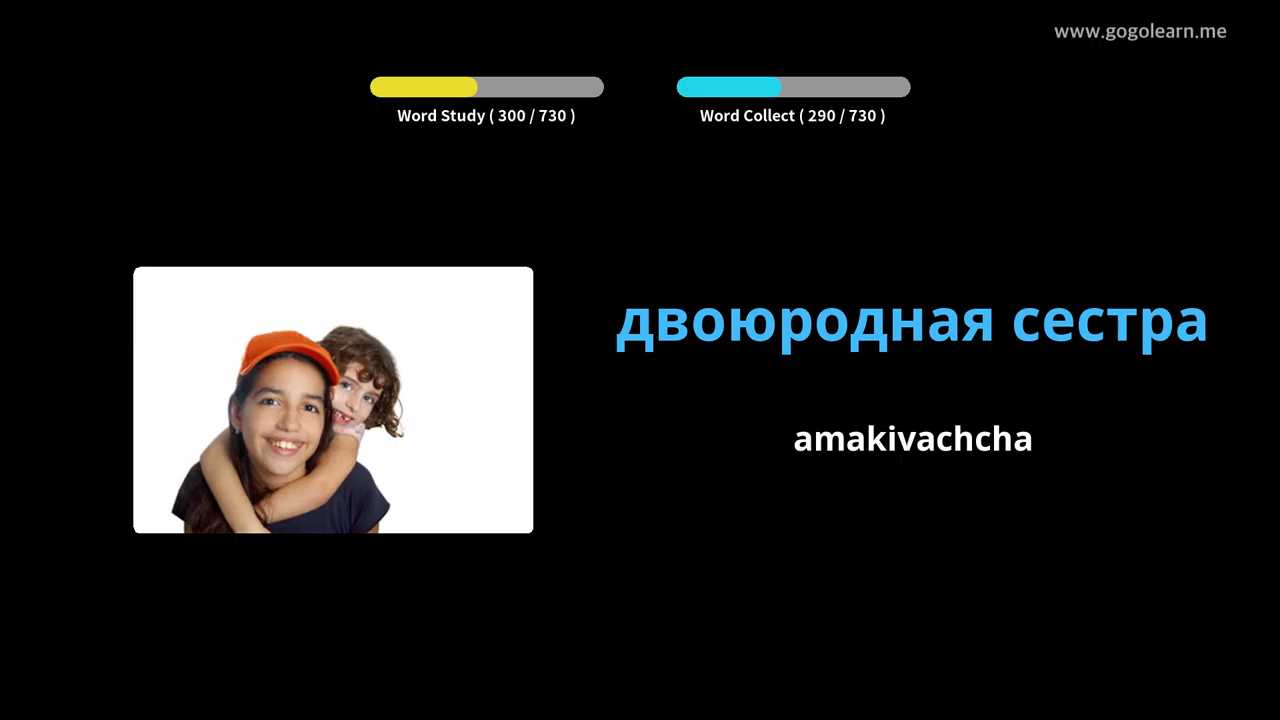 www.gogolearn.me
Word Study ( 300 / 730 )
Word Collect ( 290 / 730 )
двоюродная сестра
amakivachcha